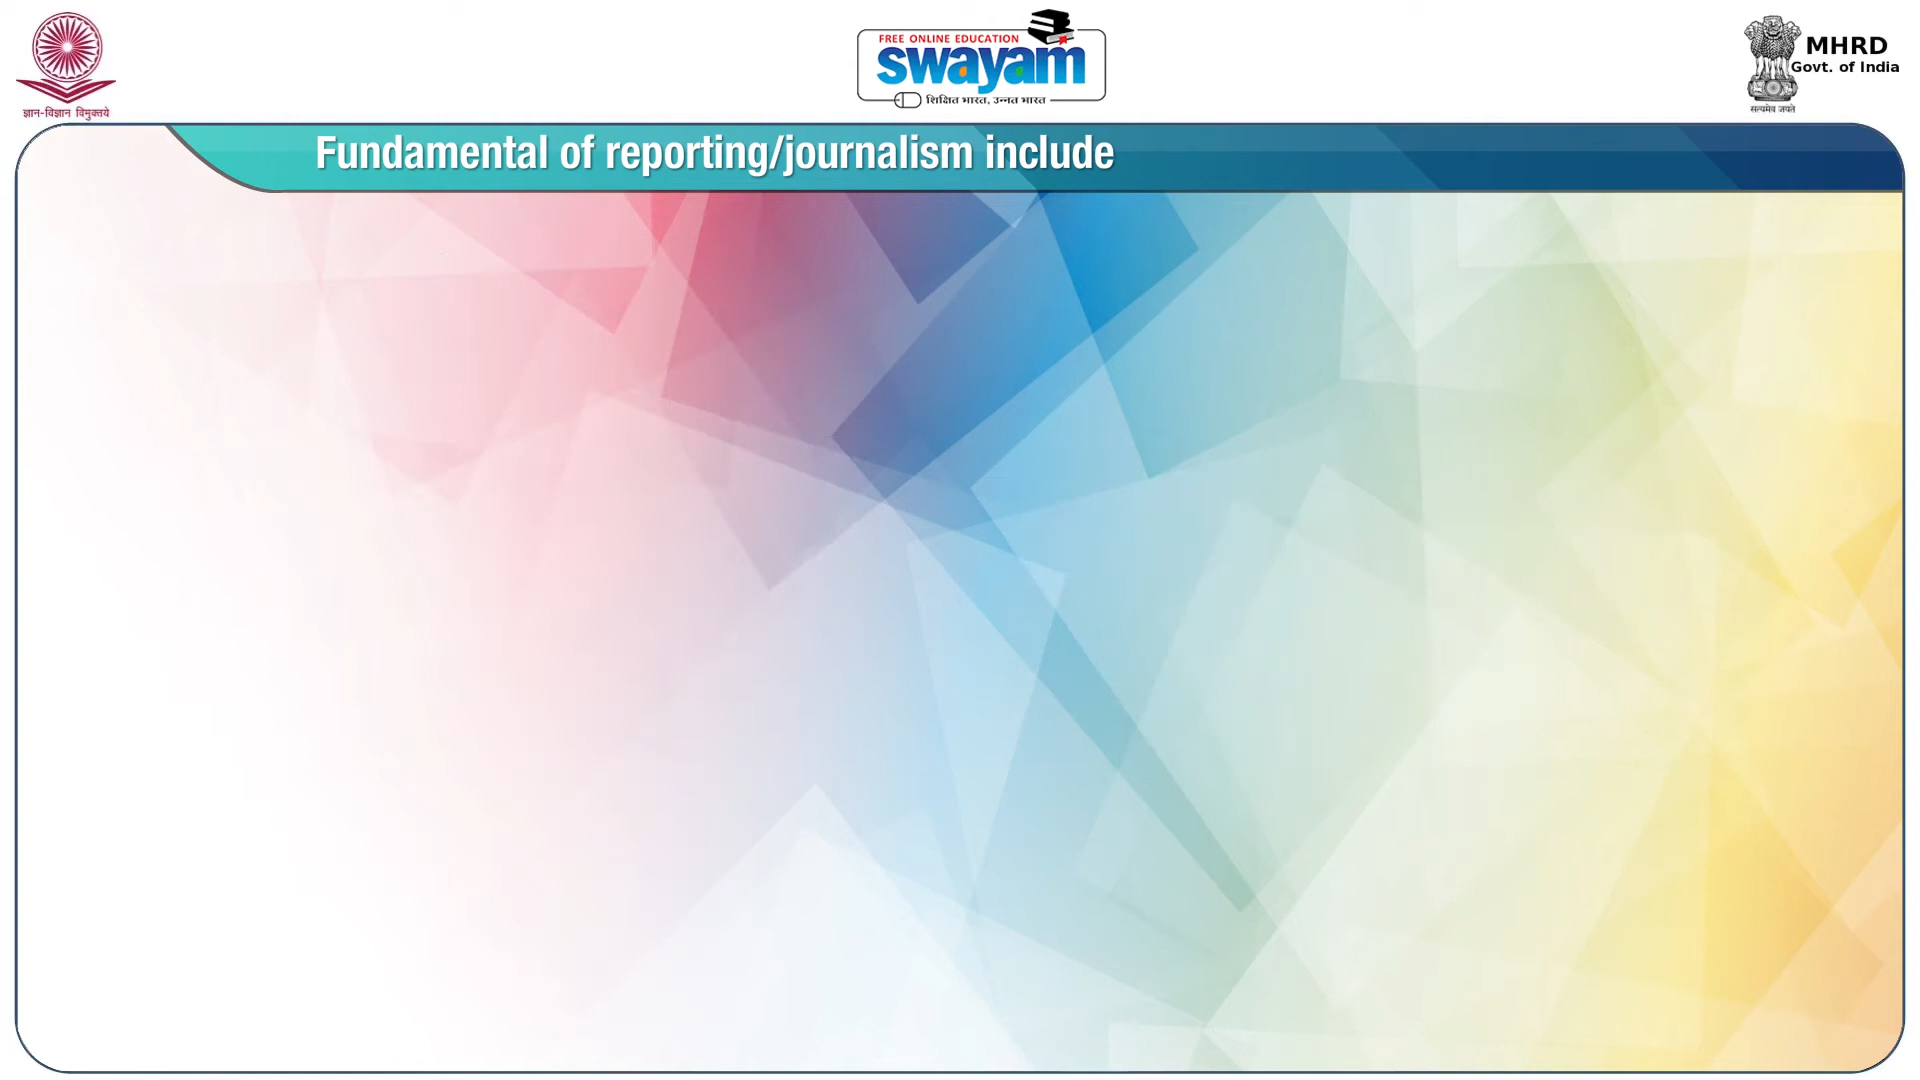 ज्ञान-विज्ञान विमुक्तये
FREE ONLINE EDUCATION
swayam
शिक्षित भारत, उन्नत भारत
सत्यमेव जयते
MHRD
Govt. of India
Fundamental of reporting/journalism include